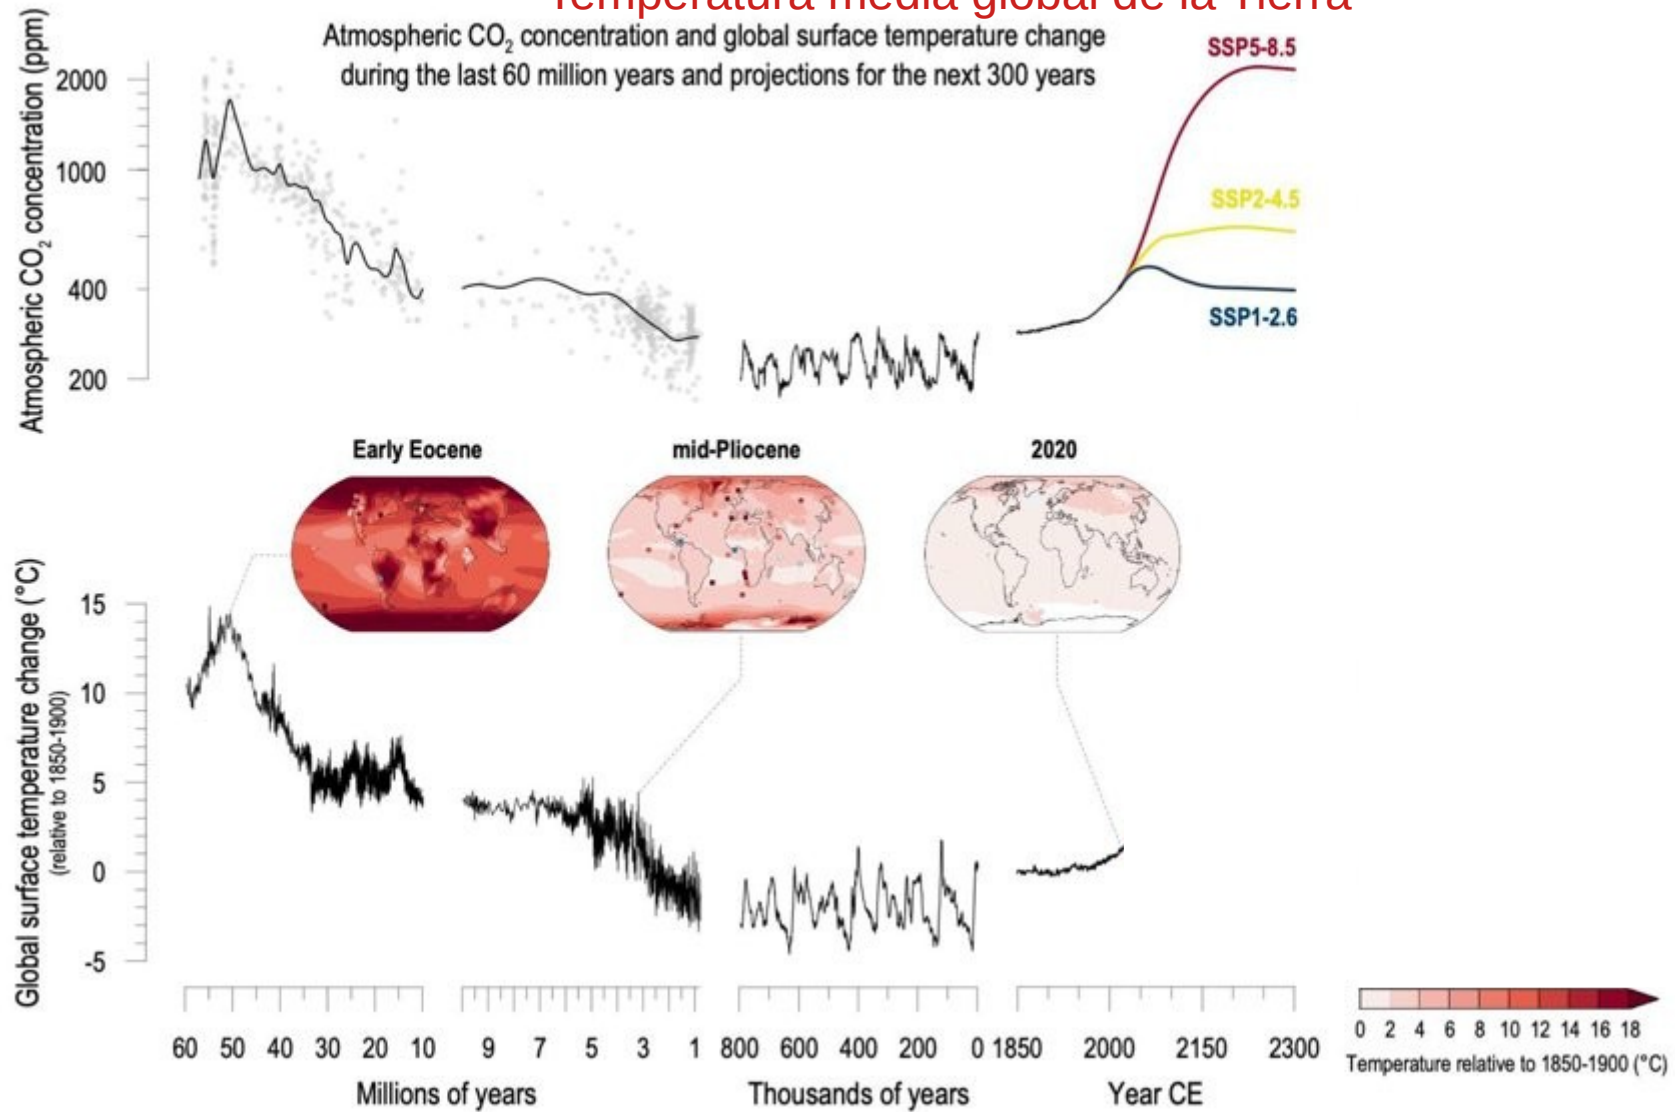 Temperatura media global de la Tierra
Atmospheric CO₂ concentration and global surface temperature change
during the last 60 million years and projections for the next 300 years
Atmospheric CO₂ concentration (ppm)
2000
1000
400
200
SSP5-8.5
SSP2-4.5
SSP1-2.6
Early Eocene
mid-Pliocene
2020
Global surface temperature change (°C)
(relative to 1850-1900)
15
10
5
0
-5
60 50 40 30 20 10 9 7 5 3 1 800 600 400 200 0 1850 2000 2150 2300
Millions of years
Thousands of years
Year CE
0 2 4 6 8 10 12 14 16 18
Temperature relative to 1850-1900 (°C)